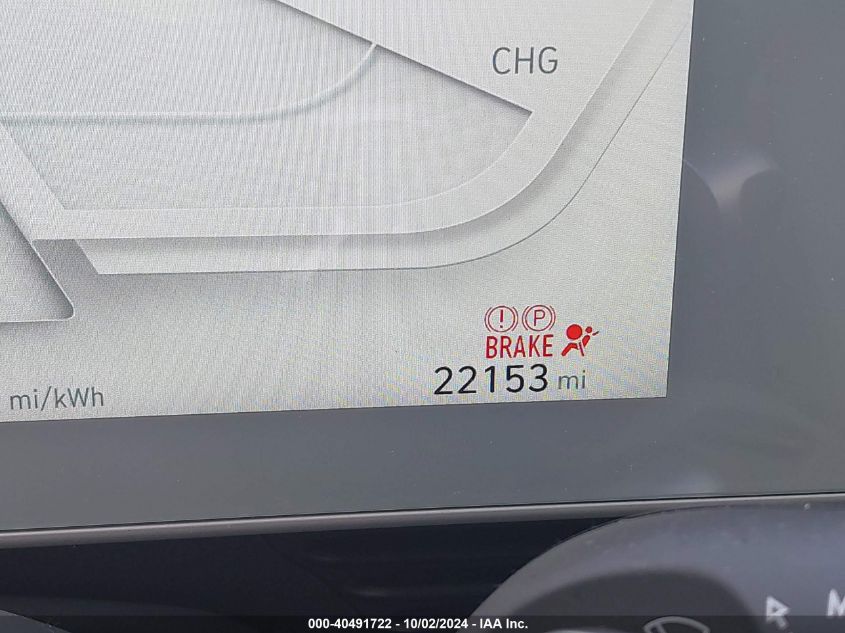 CHG
! P
BRAKE
22153 mi
mi/kWh
000-40491722 - 10/02/2024 - IAA Inc.